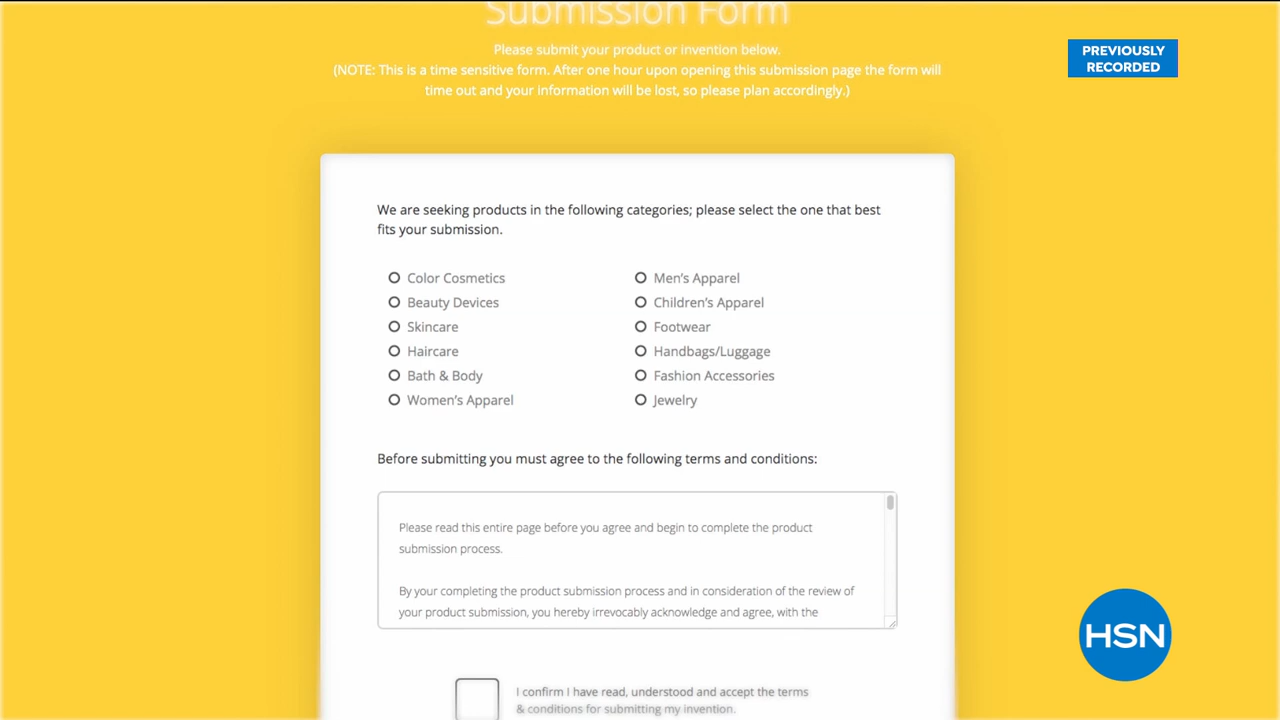 Submission Form
Please submit your product or invention below.
(NOTE: This is a time sensitive form. After one hour upon opening this submission page the form will
time out and your information will be lost, so please plan accordingly.)
PREVIOUSLY
RECORDED
We are seeking products in the following categories; please select the one that best
fits your submission.
Color Cosmetics
Beauty Devices
Skincare
Haircare
Bath & Body
Women's Apparel
Men's Apparel
Children's Apparel
Footwear
Handbags/Luggage
Fashion Accessories
Jewelry
Before submitting you must agree to the following terms and conditions:
Please read this entire page before you agree and begin to complete the product
submission process.
By your completing the product submission process and in consideration of the review of
your product submission, you hereby irrevocably acknowledge and agree, with the
I confirm I have read, understood and accept the terms
& conditions for submitting my invention.
HSN